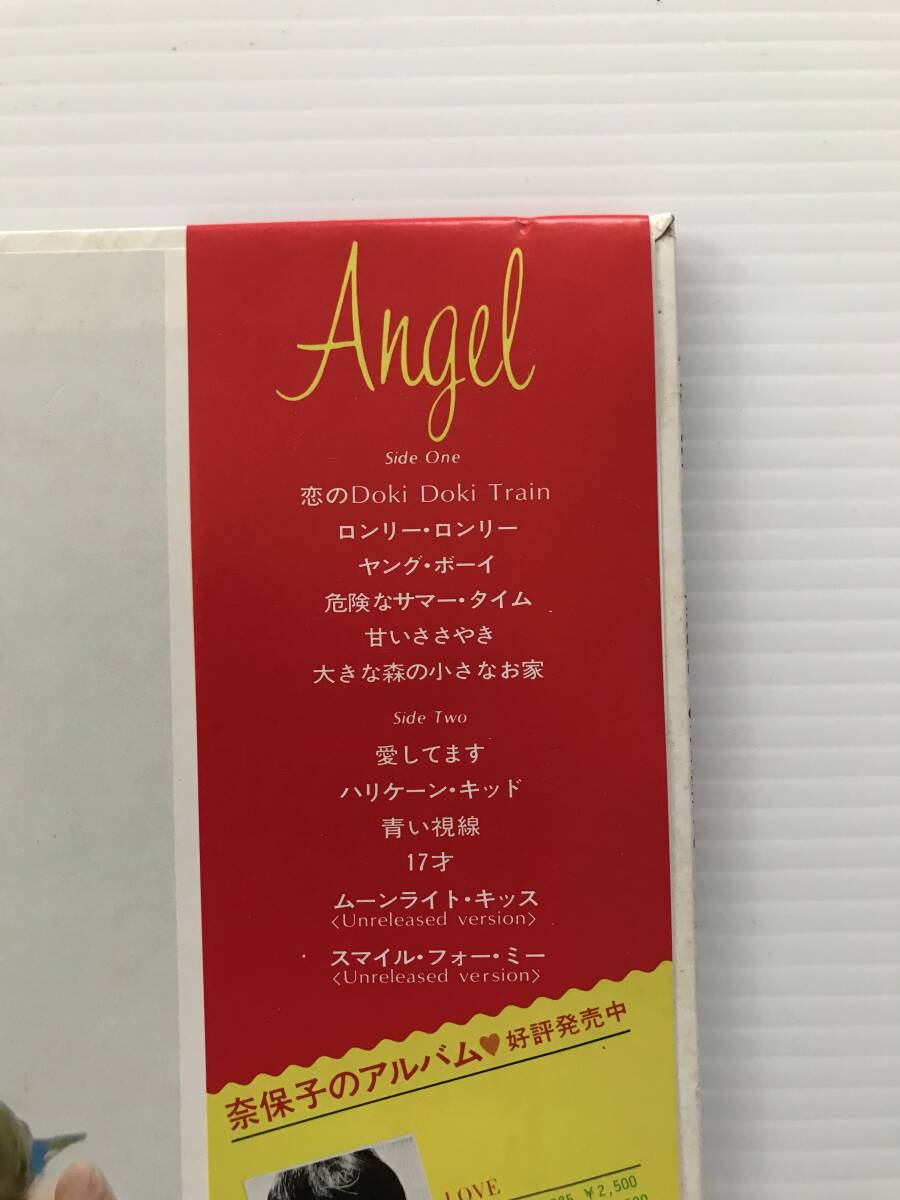 Angel
Side One
恋のDoki Doki Train
ロンリー・ロンリー
ヤング・ボーイ
危険なサマー・タイム
甘いささやき
大きな森の小さなお家
Side Two
愛してます
ハリケーン・キッド
青い視線
17才
ムーンライト・キッス
〈Unreleased version〉
スマイル・フォー・ミー
〈Unreleased version〉
奈保子のアルバム♥好評発売中
LOVE
¥2,500